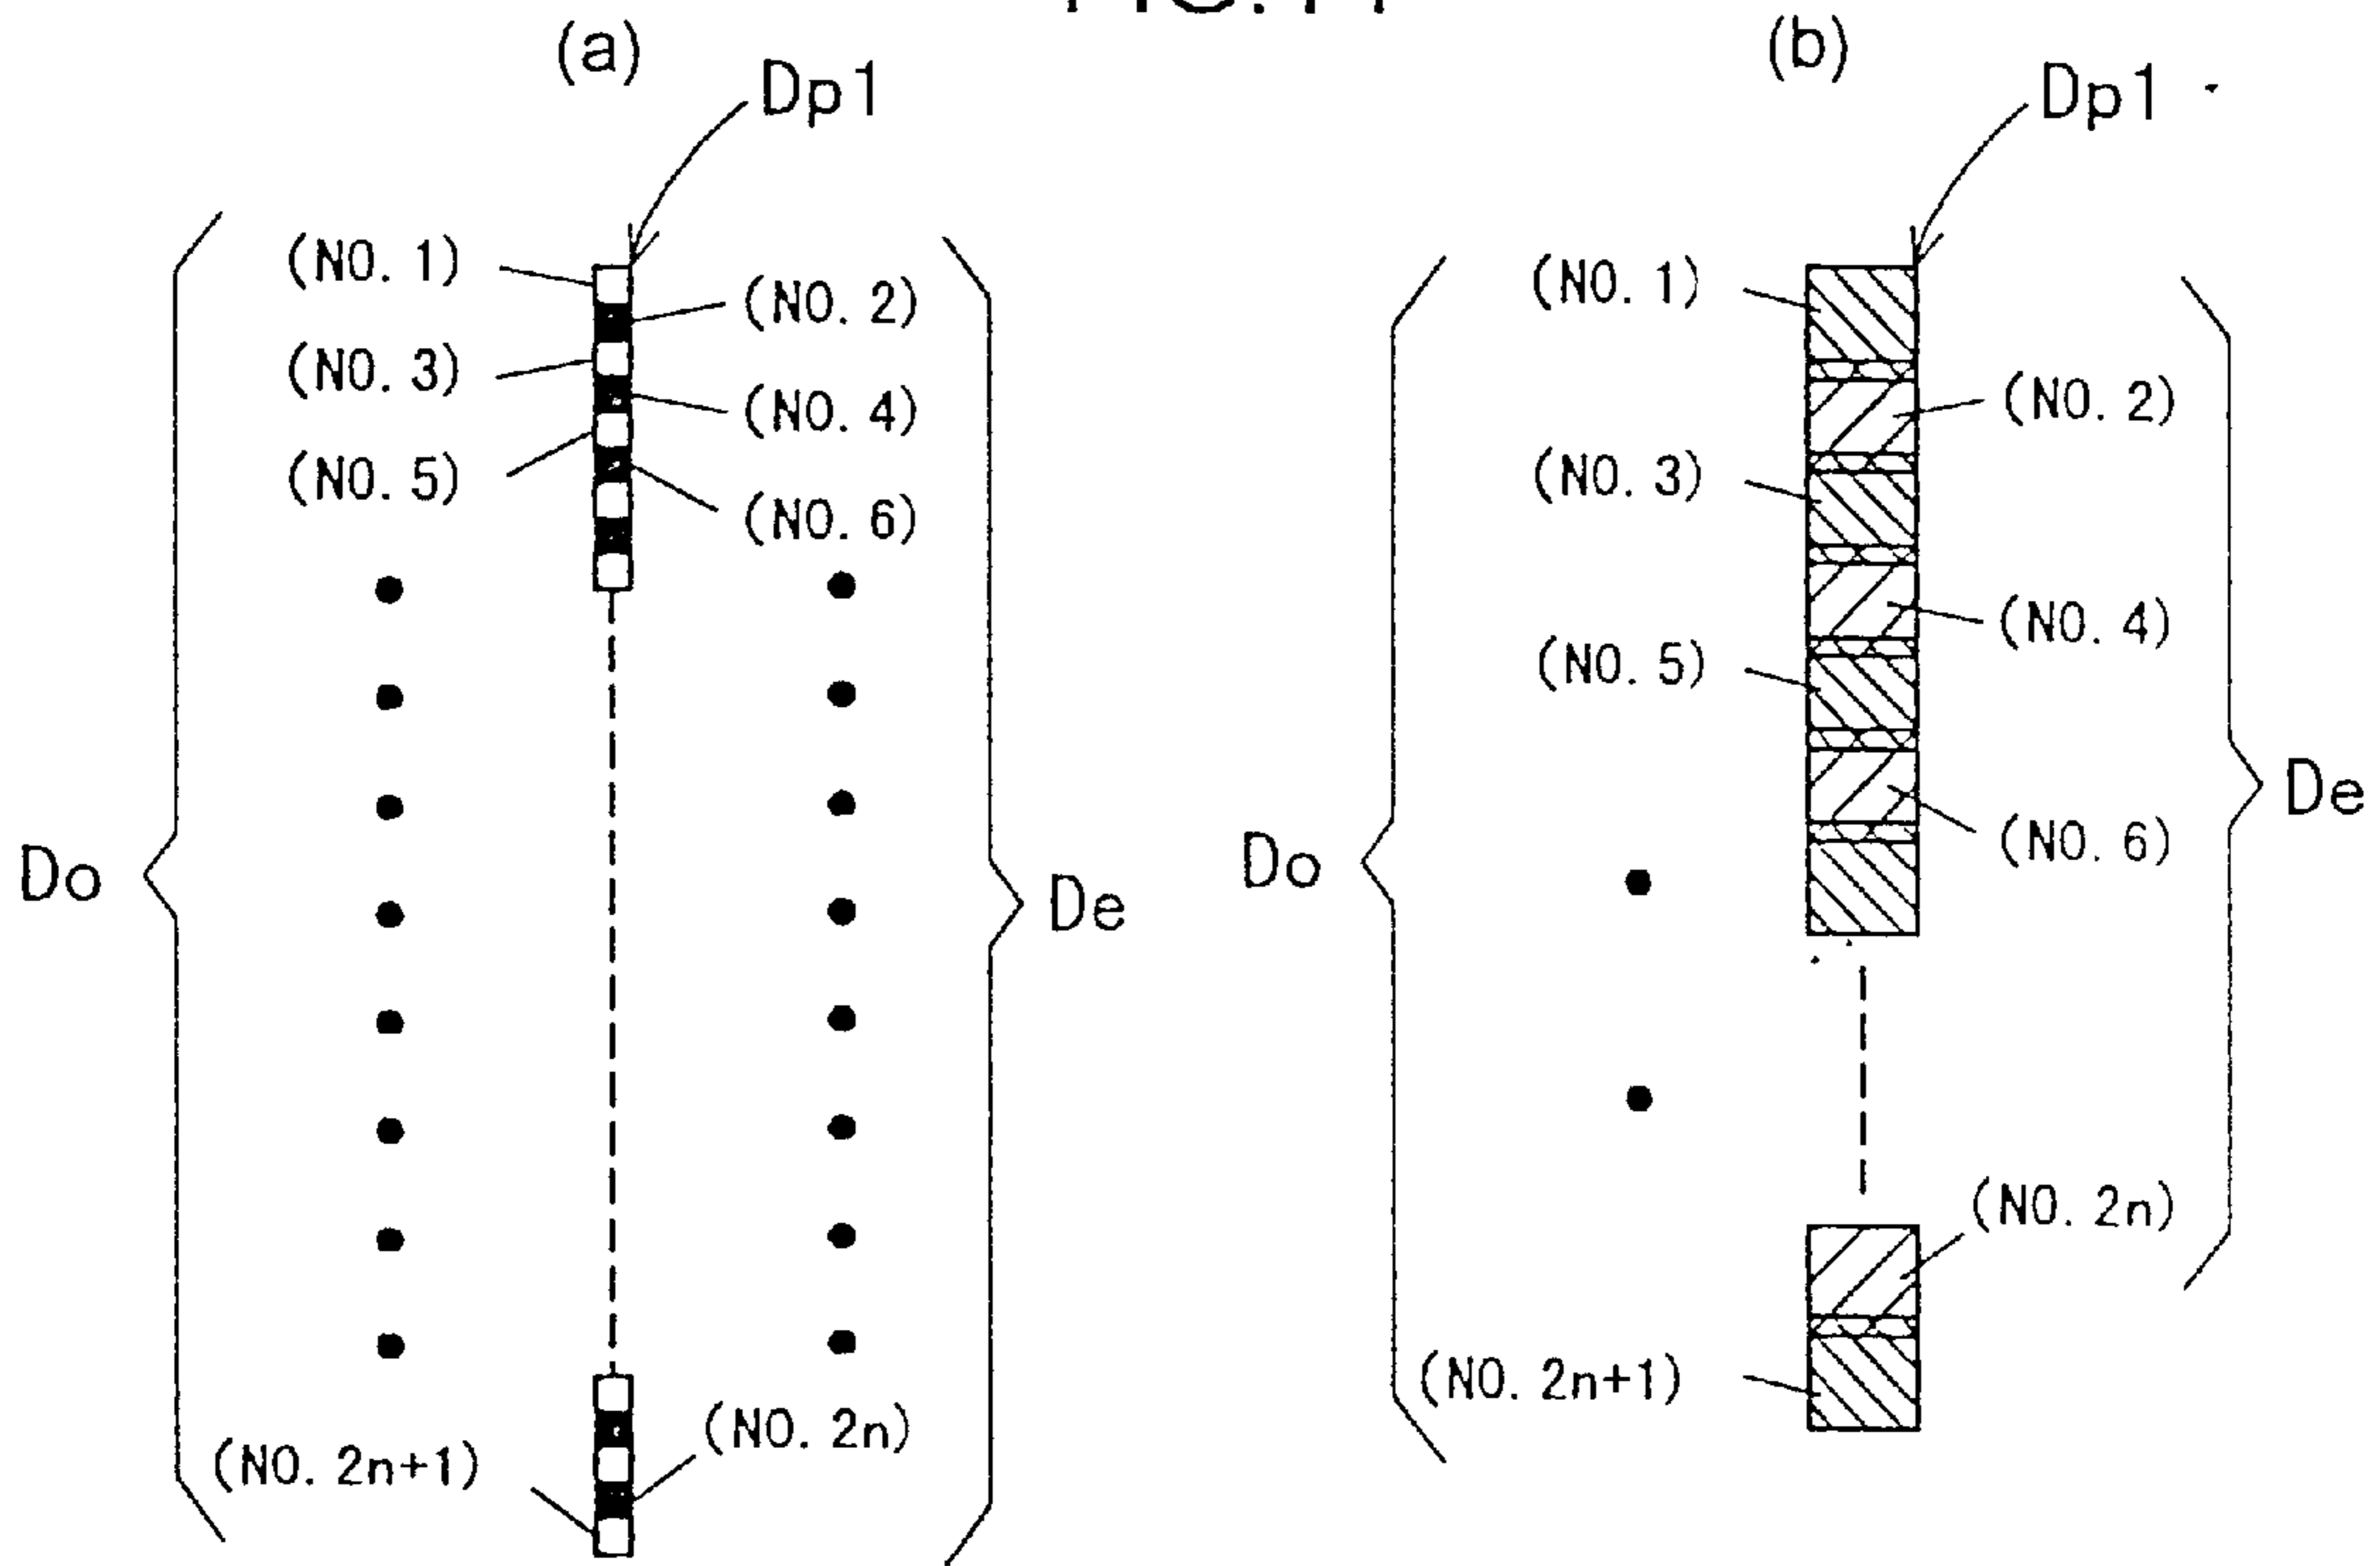 (a)
Dp1
(NO. 1)
(NO. 2)
(NO. 3)
(NO. 4)
(NO. 5)
(NO. 6)
Do
De
(NO. 2n)
(NO. 2n+1)
(b)
Dp1
(NO. 1)
(NO. 2)
(NO. 3)
(NO. 4)
(NO. 5)
(NO. 6)
Do
De
(NO. 2n)
(NO. 2n+1)